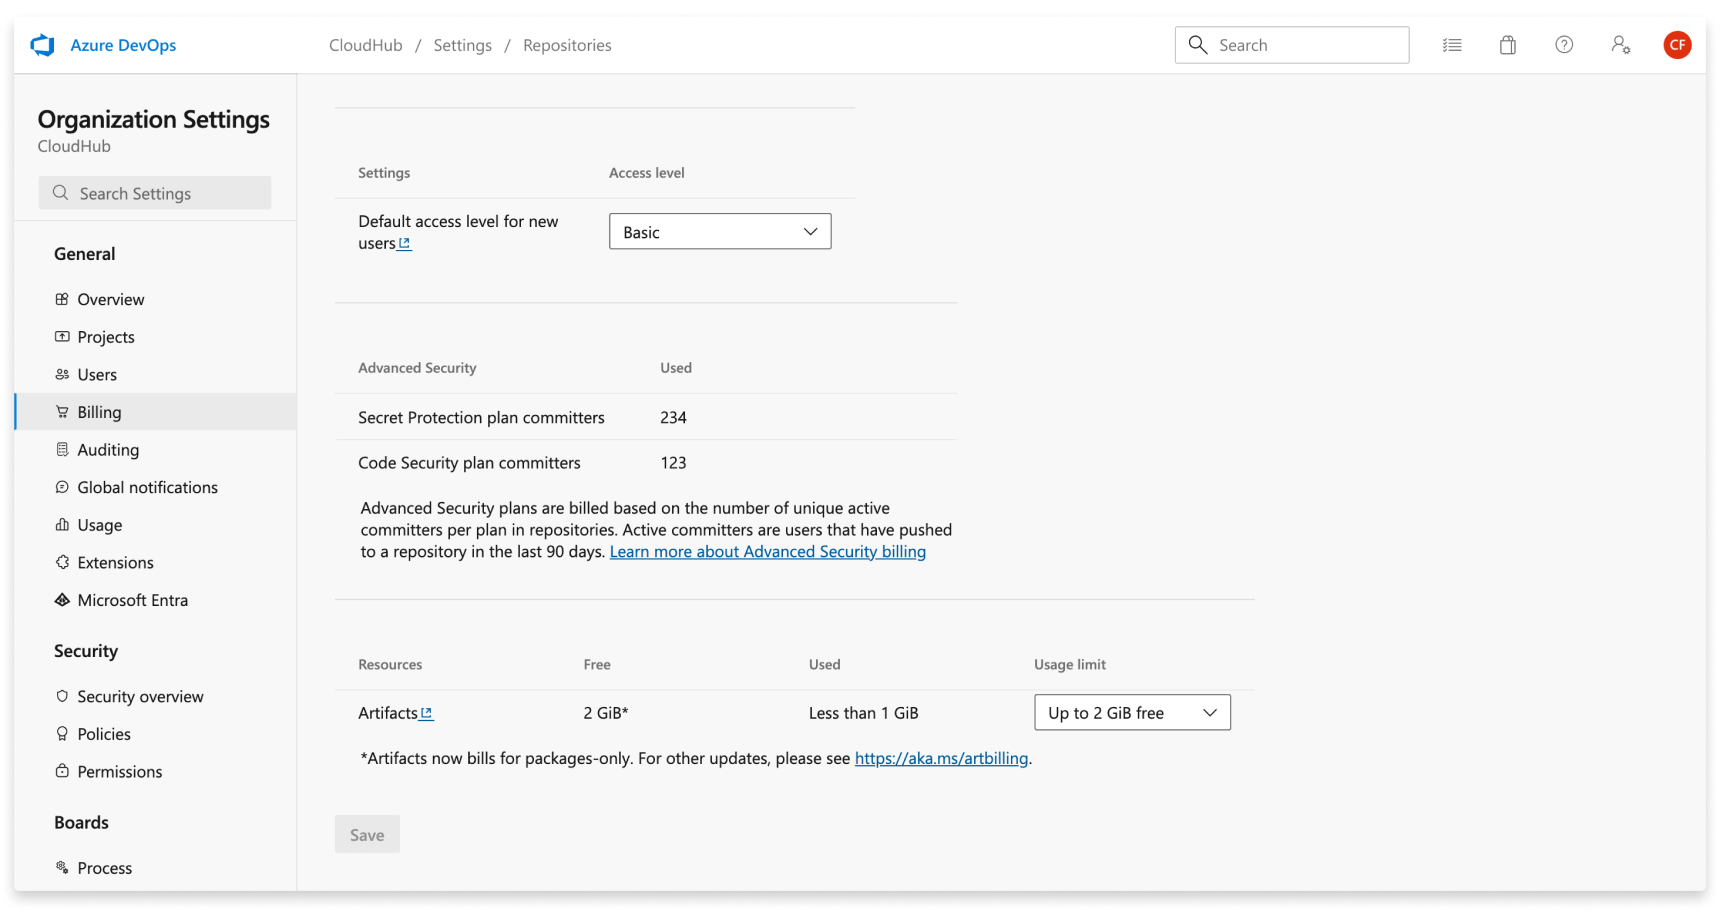 Azure DevOps
CloudHub / Settings / Repositories
Search
CF
Organization Settings
CloudHub
Search Settings
General
Overview
Projects
Users
Billing
Auditing
Global notifications
Usage
Extensions
Microsoft Entra
Security
Security overview
Policies
Permissions
Boards
Process
Settings Access level
Default access level for new
users
Basic
Advanced Security Used
Secret Protection plan committers 234
Code Security plan committers 123
Advanced Security plans are billed based on the number of unique active
committers per plan in repositories. Active committers are users that have pushed
to a repository in the last 90 days. Learn more about Advanced Security billing
Resources Free Used Usage limit
Artifacts 2 GiB* Less than 1 GiB Up to 2 GiB free
*Artifacts now bills for packages-only. For other updates, please see https://aka.ms/artbilling.
Save